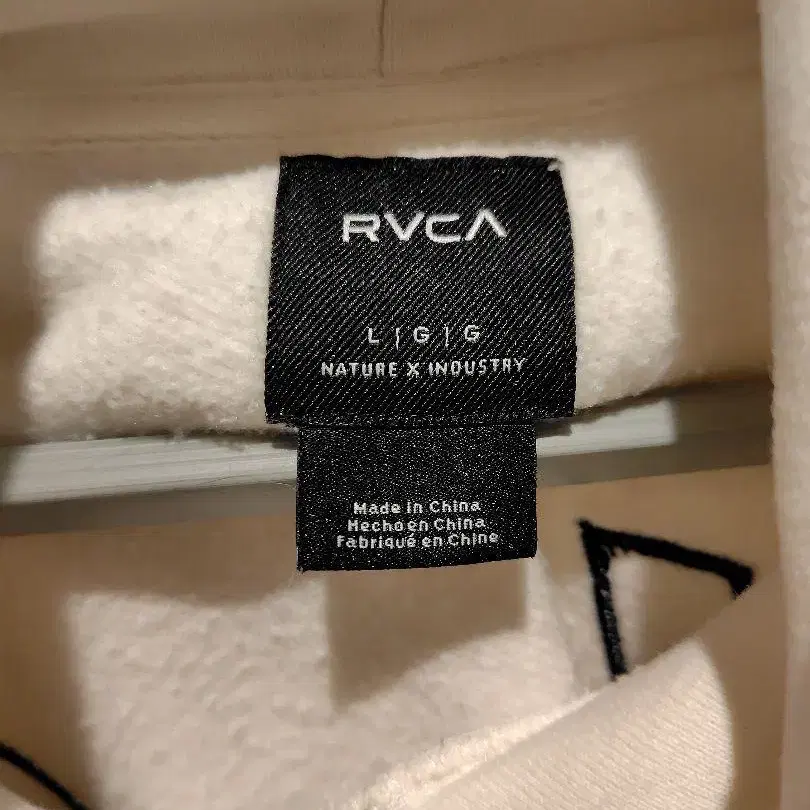 RVCA
L | G | G
NATURE X INDUSTRY
Made in China
Hecho en China
Fabriqué en Chine